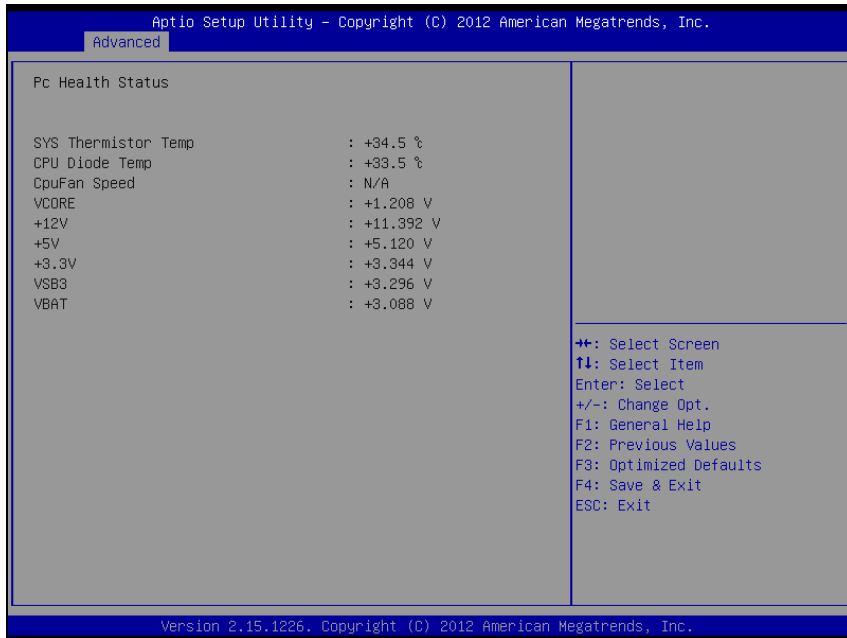 Aptio Setup Utility – Copyright (C) 2012 American Megatrends, Inc.
Advanced
Pc Health Status
SYS Thermistor Temp : +34.5 ℃
CPU Diode Temp : +33.5 ℃
CpuFan Speed : N/A
VCORE : +1.208 V
+12V : +11.392 V
+5V : +5.120 V
+3.3V : +3.344 V
VSB3 : +3.296 V
VBAT : +3.088 V
→←: Select Screen
↑↓: Select Item
Enter: Select
+/-: Change Opt.
F1: General Help
F2: Previous Values
F3: Optimized Defaults
F4: Save & Exit
ESC: Exit
Version 2.15.1226. Copyright (C) 2012 American Megatrends, Inc.